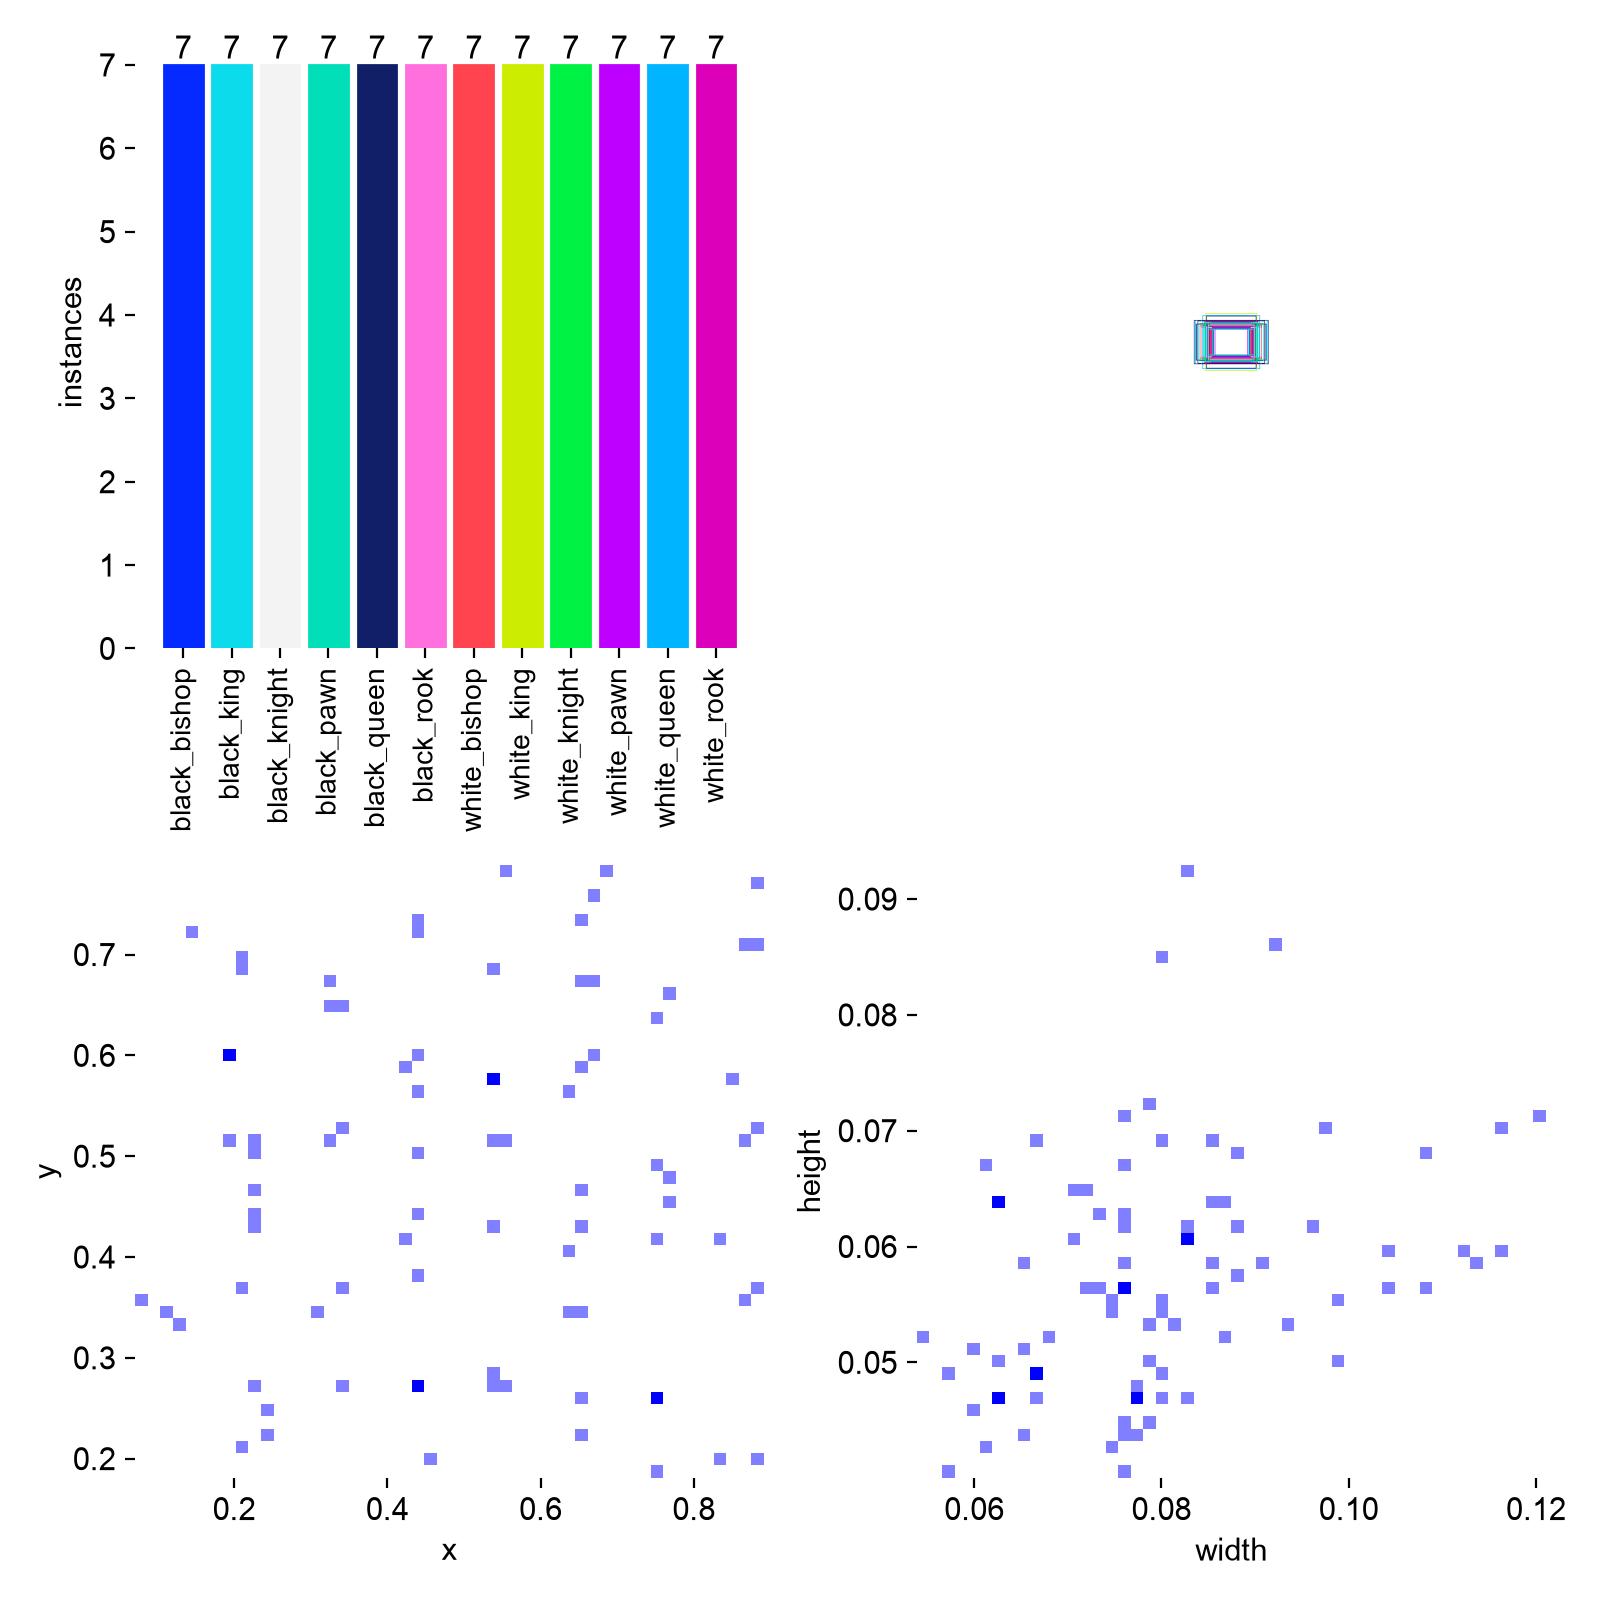 7 7 7 7 7 7 7 7 7 7 7 7
7
6
5
4
3
2
1
0
instances
black_bishop
black_king
black_knight
black_pawn
black_queen
black_rook
white_bishop
white_king
white_knight
white_pawn
white_queen
white_rook
0.7
0.6
0.5
0.4
0.3
0.2
y
0.2 0.4 0.6 0.8
x
0.09
0.08
0.07
0.06
0.05
height
0.06 0.08 0.10 0.12
width